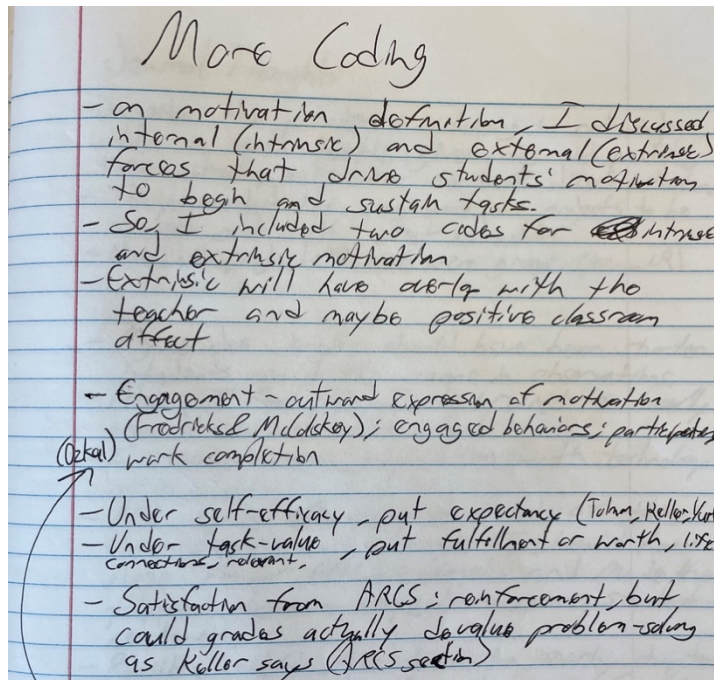 More Coding
- on motivation definition, I discussed
internal (intrinsic) and external (extrinsic)
forces that drive students' motivation
to begin and sustain tasks.
- So, I included two codes for intrinsic
and extrinsic motivation
- Extrinsic will have overlap with the
teacher and maybe positive classroom
affect
- Engagement - outward expression of motivation
(Fredricks & McColskey); engaged behaviors; participates,
(Ozkal) work completion
- Under self-efficacy, put expectancy (Tolman, Keller,
- Under task-value, put fulfillment or worth, life
connections, relevant,
- Satisfaction from ARCS; reinforcement, but
could grades actually devalue problem-solving
as Keller says (ARCS section)